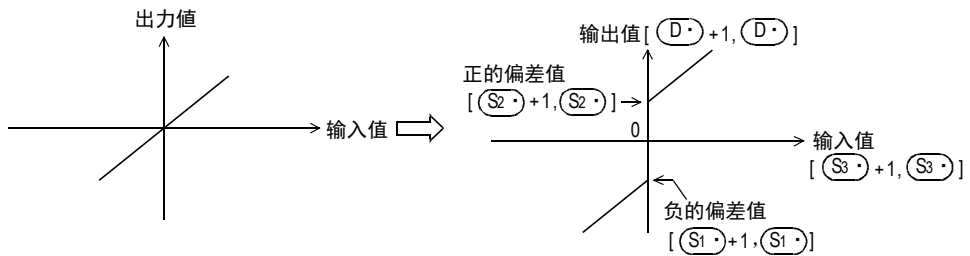 出力値
输入值
输出值[ D· +1, D· ]
正的偏差值
[ S2· +1, S2· ]
0
输入值
[ S3· +1, S3· ]
负的偏差值
[ S1· +1, S1· ]